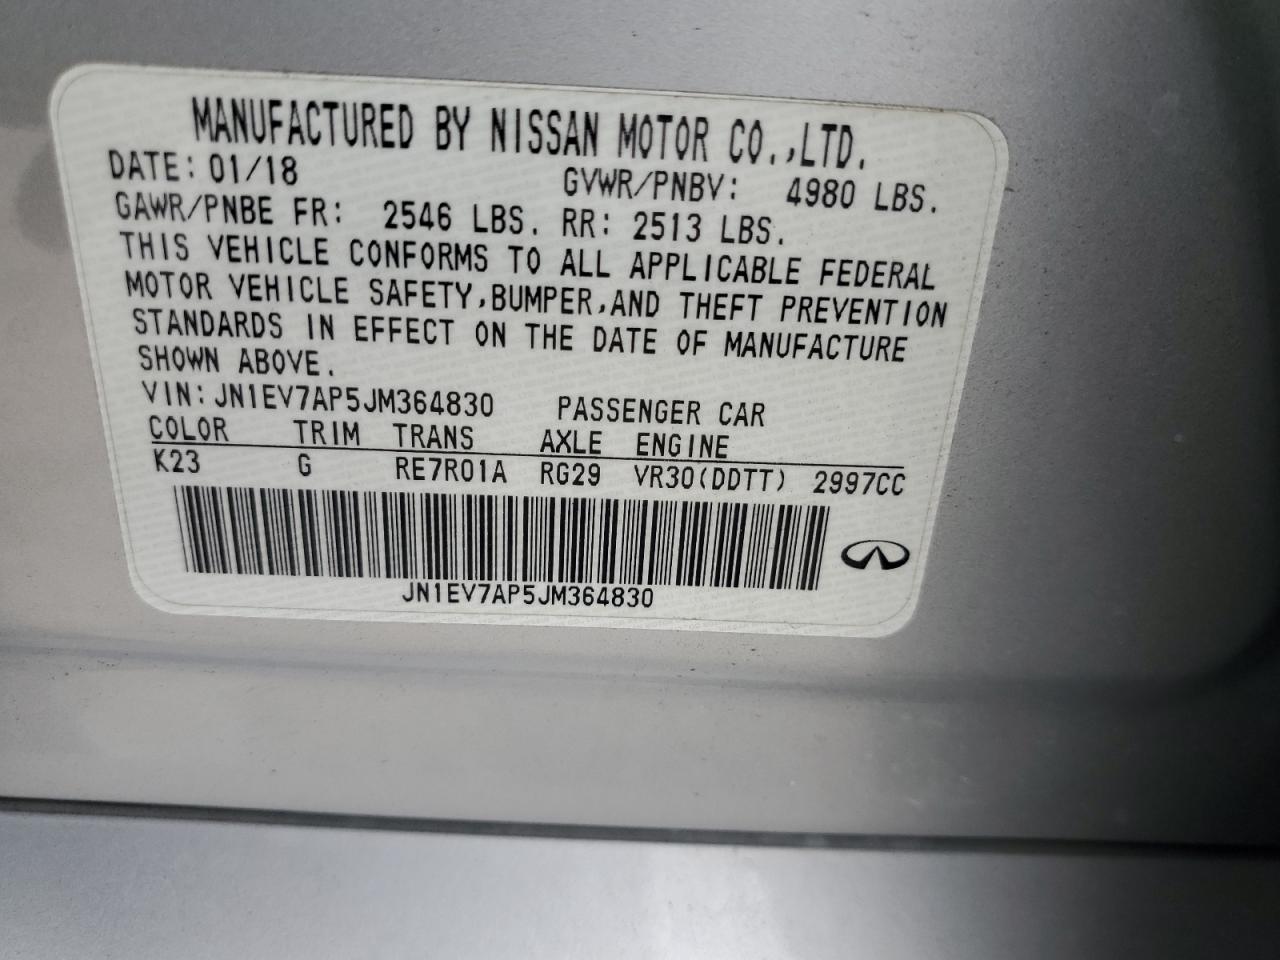 MANUFACTURED BY NISSAN MOTOR CO.,LTD.
DATE: 01/18 GVWR/PNBV: 4980 LBS.
GAWR/PNBE FR: 2546 LBS. RR: 2513 LBS.
THIS VEHICLE CONFORMS TO ALL APPLICABLE FEDERAL
MOTOR VEHICLE SAFETY,BUMPER,AND THEFT PREVENTION
STANDARDS IN EFFECT ON THE DATE OF MANUFACTURE
SHOWN ABOVE.
VIN: JN1EV7AP5JM364830 PASSENGER CAR
COLOR TRIM TRANS AXLE ENGINE
K23 G RE7R01A RG29 VR30(DDTT) 2997CC
JN1EV7AP5JM364830